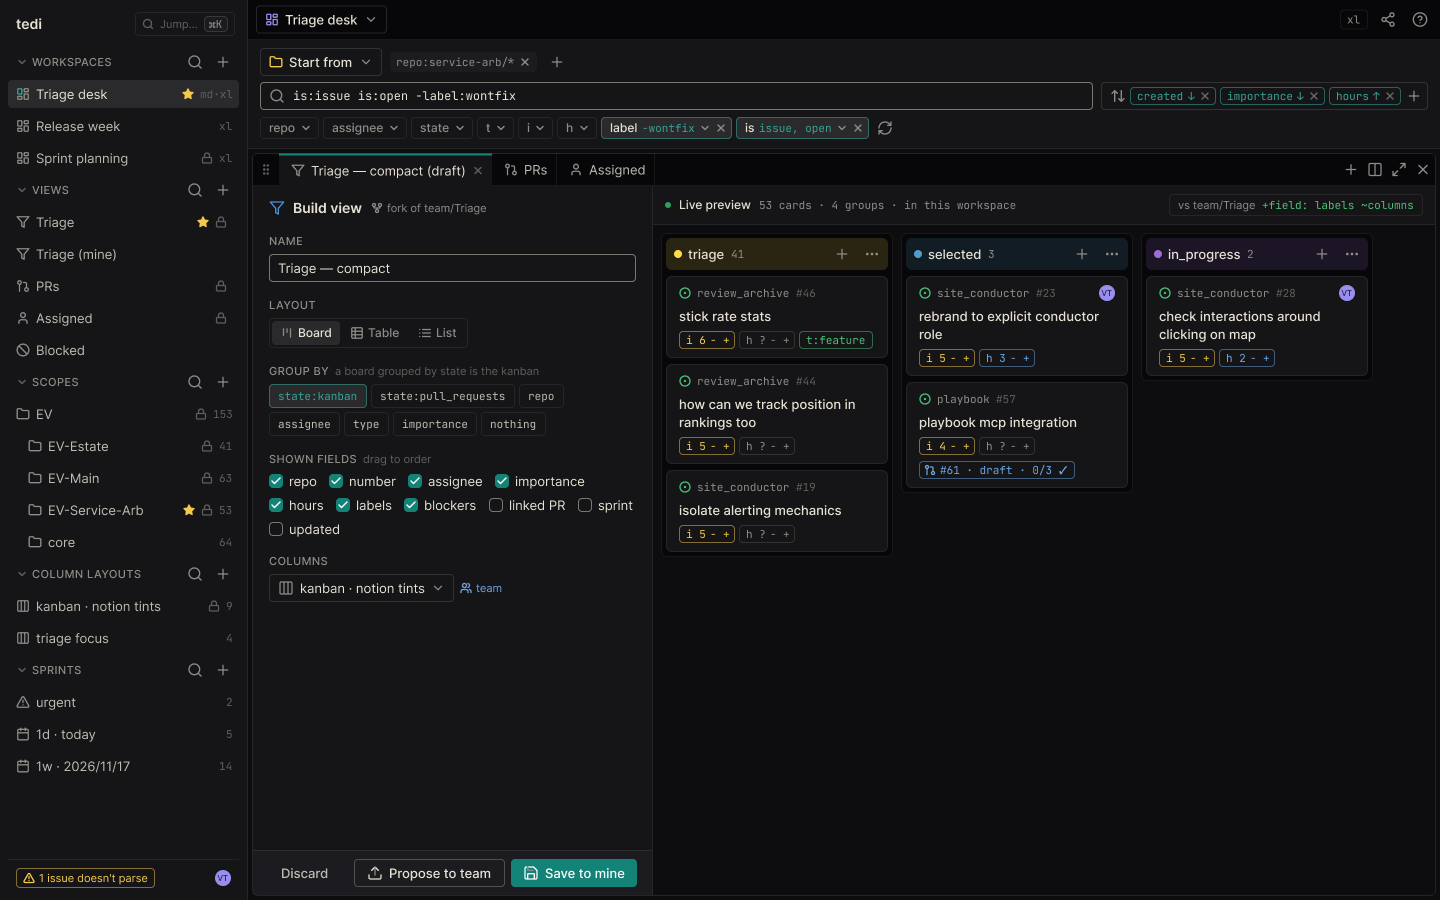 tedi
Jump... ⌘K
WORKSPACES
Triage desk md·xl
Release week xl
Sprint planning xl
VIEWS
Triage
Triage (mine)
PRs
Assigned
Blocked
SCOPES
EV 153
EV-Estate 41
EV-Main 63
EV-Service-Arb 53
core 64
COLUMN LAYOUTS
kanban · notion tints 9
triage focus 4
SPRINTS
urgent 2
1d · today 5
1w · 2026/11/17 14
1 issue doesn't parse VT
Triage desk xl
Start from repo:service-arb/*
is:issue is:open -label:wontfix
created ↓ importance ↓ hours ↑
repo assignee state t i h label -wontfix is issue, open
Triage — compact (draft) PRs Assigned
Build view fork of team/Triage
NAME
Triage — compact
LAYOUT
Board Table List
GROUP BY a board grouped by state is the kanban
state:kanban state:pull_requests repo
assignee type importance nothing
SHOWN FIELDS drag to order
repo number assignee importance
hours labels blockers linked PR sprint
updated
COLUMNS
kanban · notion tints team
Discard Propose to team Save to mine
Live preview 53 cards · 4 groups · in this workspace
vs team/Triage +field: labels ~columns
triage 41
review_archive #46
stick rate stats
i 6 - + h ? - + t:feature
review_archive #44
how can we track position in
rankings too
i 5 - + h ? - +
site_conductor #19
isolate alerting mechanics
i 5 - + h ? - +
selected 3
site_conductor #23 VT
rebrand to explicit conductor
role
i 5 - + h 3 - +
playbook #57
playbook mcp integration
i 4 - + h ? - +
#61 · draft · 0/3 ✓
in_progress 2
site_conductor #28 VT
check interactions around
clicking on map
i 5 - + h 2 - +